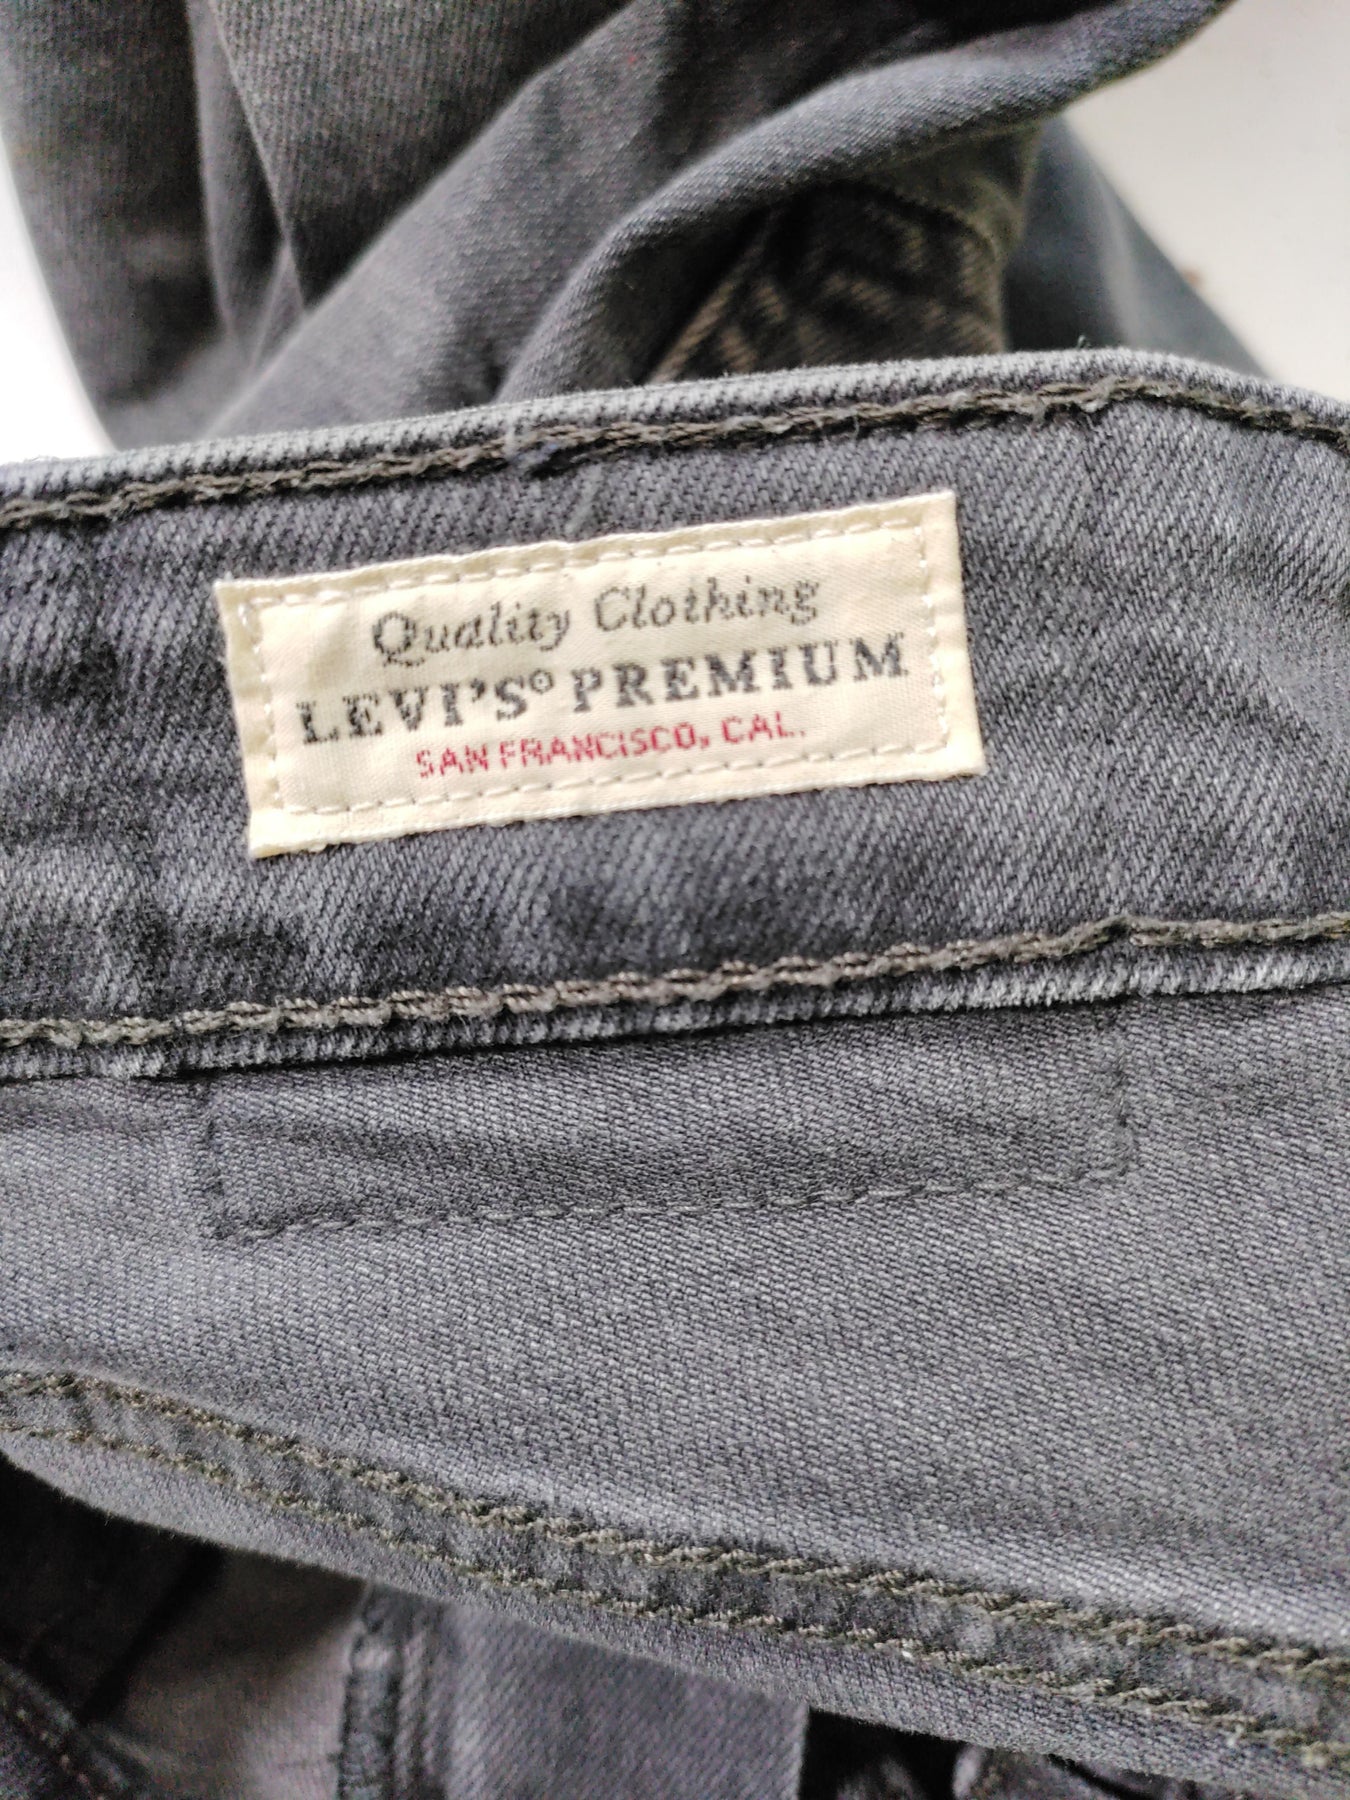 Quality Clothing
LEVI'S® PREMIUM
SAN FRANCISCO, CAL.